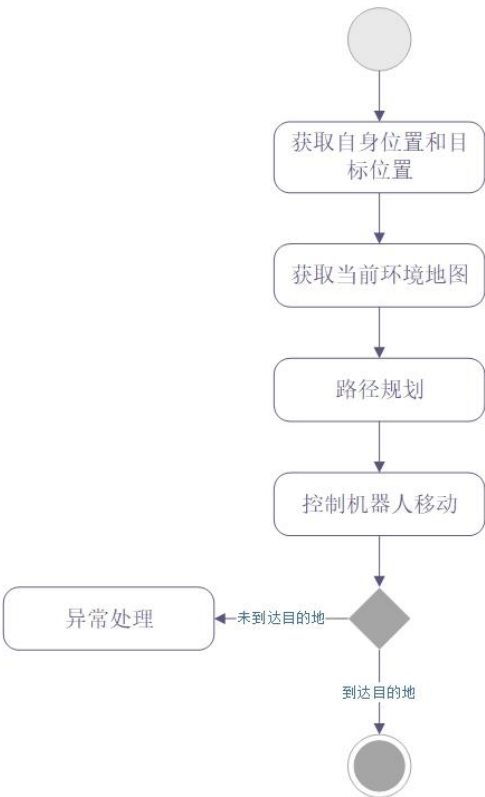 获取自身位置和目
标位置
获取当前环境地图
路径规划
控制机器人移动
异常处理
未到达目的地
到达目的地